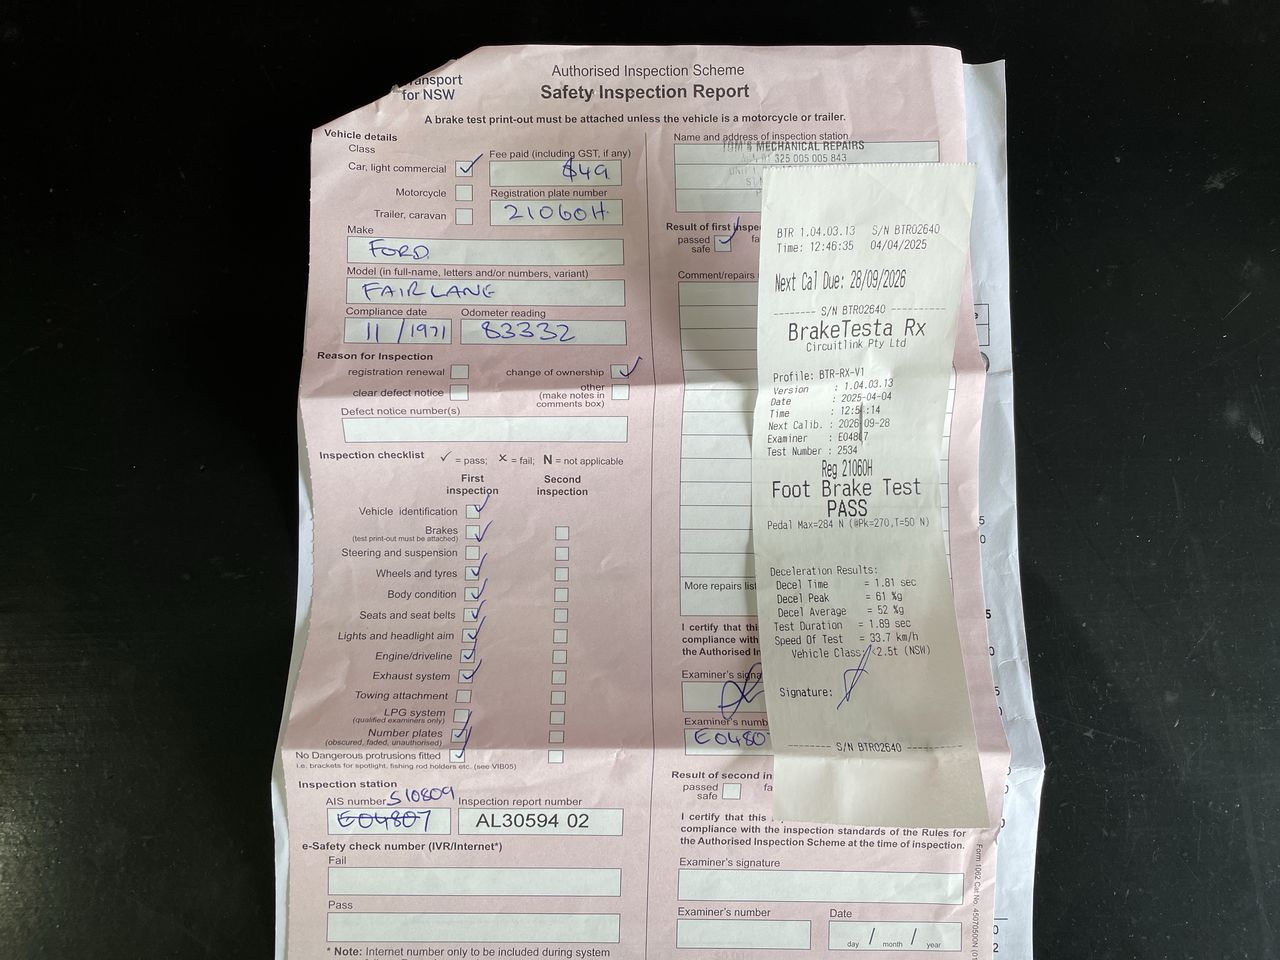 Transport
for NSW
Authorised Inspection Scheme
Safety Inspection Report
A brake test print-out must be attached unless the vehicle is a motorcycle or trailer.
Vehicle details
Class
Car, light commercial
Fee paid (including GST, if any)
$49
Motorcycle
Registration plate number
Trailer, caravan
21060H
Make
FORD
Model (in full-name, letters and/or numbers, variant)
FAIRLANE
Compliance date
Odometer reading
11 / 1971
83332
Reason for Inspection
registration renewal
change of ownership
clear defect notice
other
(make notes in
comments box)
Defect notice number(s)
Inspection checklist ✓ = pass; X = fail; N = not applicable
First
inspection
Second
inspection
Vehicle identification
Brakes
(test print-out must be attached)
Steering and suspension
Wheels and tyres
Body condition
Seats and seat belts
Lights and headlight aim
Engine/driveline
Exhaust system
Towing attachment
LPG system
(qualified examiners only)
Number plates
(obscured, faded, unauthorised)
No Dangerous protrusions fitted
i.e. brackets for spotlight, fishing rod holders etc. (see VIB05)
Inspection station
AIS number S10809
E04807
Inspection report number
AL30594 02
e-Safety check number (IVR/Internet*)
Fail
Pass
* Note: Internet number only to be included during system
Name and address of inspection station
TOM'S MECHANICAL REPAIRS
325 005 005 843
Result of first inspe
passed
safe
fa
Comment/repairs
More repairs list
I certify that this
compliance with
the Authorised In
Examiner's signa
Examiner's numb
E0480
Result of second in
passed
safe
fa
I certify that this
compliance with the inspection standards of the Rules for
the Authorised Inspection Scheme at the time of inspection.
Examiner's signature
Examiner's number
Date
day / month / year
BTR 1.04.03.13 S/N BTR02640
Time: 12:46:35 04/04/2025
Next Cal Due: 28/09/2026
S/N BTR02640
BrakeTesta Rx
Circuitlink Pty Ltd
Profile: BTR-RX-V1
Version : 1.04.03.13
Date : 2025-04-04
Time
Next Calib. : 2026-09-28
Examiner : E04807
Test Number : 2534
Reg 21060H
Foot Brake Test
PASS
Pedal Max=284 N (@Pk=270,T=50 N)
Deceleration Results:
Decel Time = 1.81 sec
Decel Peak = 61 %g
Decel Average = 52 %g
Test Duration = 1.89 sec
Speed Of Test = 33.7 km/h
Vehicle Class: <2.5t (NSW)
Signature:
S/N BTR02640